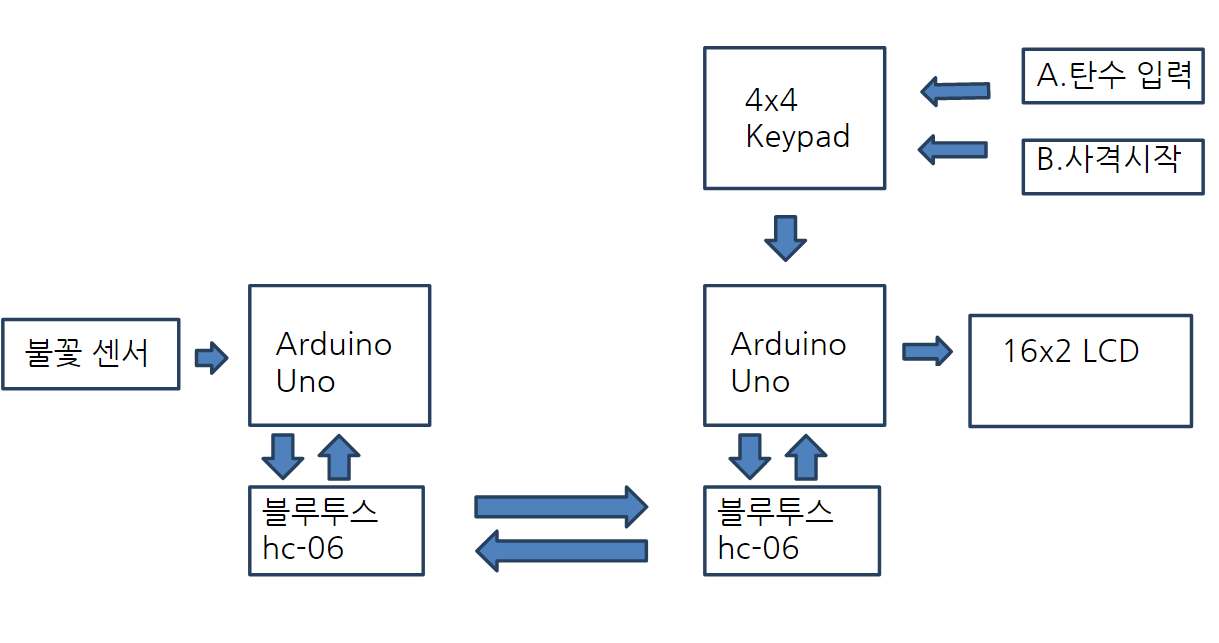 4x4
Keypad
A.탄수 입력
B.사격시작
불꽃 센서
Arduino
Uno
Arduino
Uno
16x2 LCD
블루투스
hc-06
블루투스
hc-06